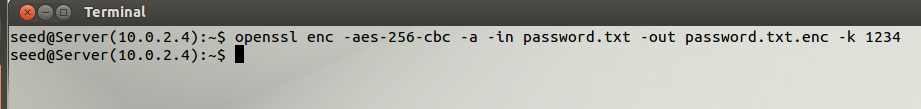 Terminal
seed@Server(10.0.2.4):~$ openssl enc -aes-256-cbc -a -in password.txt -out password.txt.enc -k 1234
seed@Server(10.0.2.4):~$